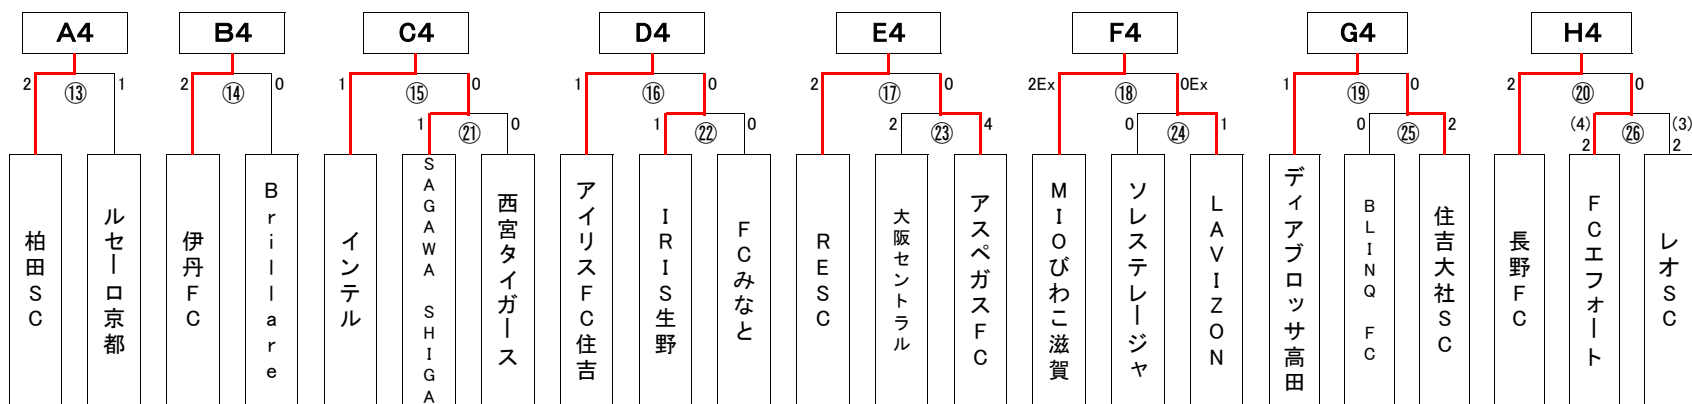 A4 B4 C4 D4 E4 F4 G4 H4
2 ⑬ 1 2 ⑭ 0 1 ⑮ 0 1 ⑯ 0 2 ⑰ 0 2Ex ⑱ 0Ex 1 ⑲ 0 2 ⑳ 0
1 ㉑ 0 1 ㉒ 0 2 ㉓ 4 0 ㉔ 1 0 ㉕ 2 (4) ㉖ (3)
2 2
柏田SC
ルセーロ京都
伊丹FC
Brillare
インテル
SAGAWA SHIGA
西宮タイガース
アイリスFC住吉
IRIS生野
FCみなと
RESC
大阪セントラル
アスペガスFC
MIOびわこ滋賀
ソレステレージャ
LAVIZON
ディアブロッサ高田
BLINQ FC
住吉大社SC
長野FC
FCエフォート
レオSC